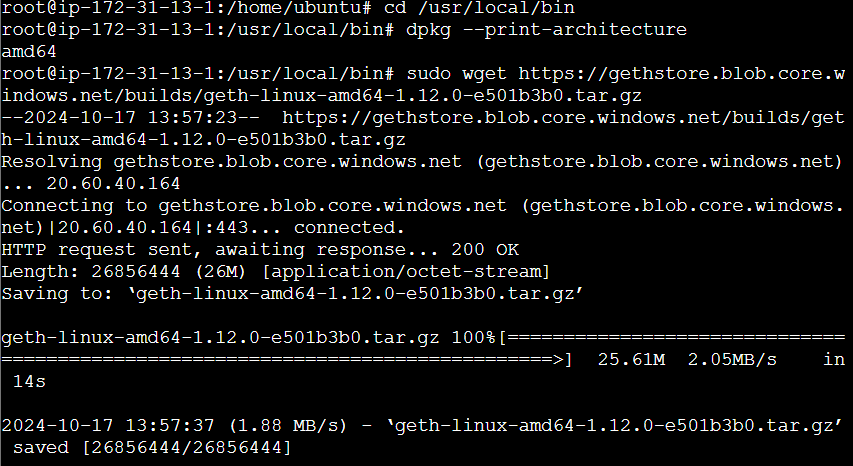 root@ip-172-31-13-1:/home/ubuntu# cd /usr/local/bin
root@ip-172-31-13-1:/usr/local/bin# dpkg --print-architecture
amd64
root@ip-172-31-13-1:/usr/local/bin# sudo wget https://gethstore.blob.core.w
indows.net/builds/geth-linux-amd64-1.12.0-e501b3b0.tar.gz
--2024-10-17 13:57:23--  https://gethstore.blob.core.windows.net/builds/get
h-linux-amd64-1.12.0-e501b3b0.tar.gz
Resolving gethstore.blob.core.windows.net (gethstore.blob.core.windows.net)
... 20.60.40.164
Connecting to gethstore.blob.core.windows.net (gethstore.blob.core.windows.
net)|20.60.40.164|:443... connected.
HTTP request sent, awaiting response... 200 OK
Length: 26856444 (26M) [application/octet-stream]
Saving to: ‘geth-linux-amd64-1.12.0-e501b3b0.tar.gz’
geth-linux-amd64-1.12.0-e501b3b0.tar.gz 100%[==============================
=================================================>]  25.61M  2.05MB/s    in
 14s
2024-10-17 13:57:37 (1.88 MB/s) - ‘geth-linux-amd64-1.12.0-e501b3b0.tar.gz’
 saved [26856444/26856444]